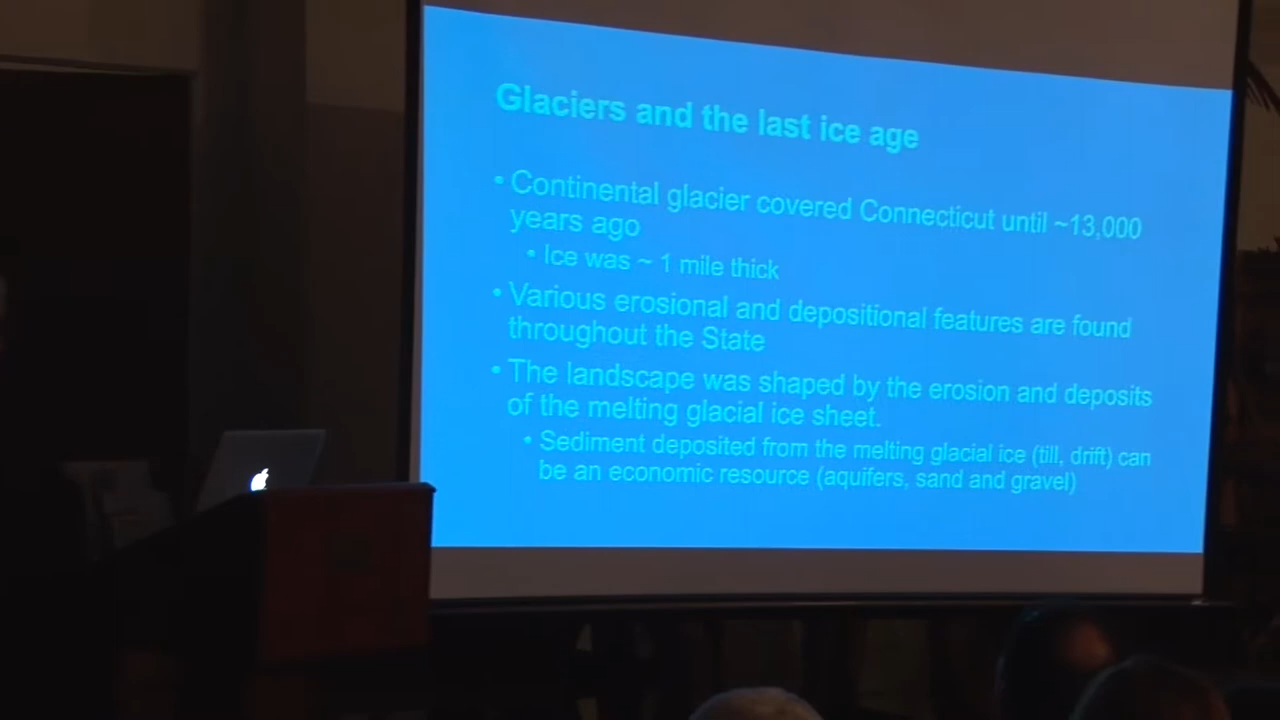 Glaciers and the last ice age
• Continental glacier covered Connecticut until ~13,000
years ago
• Ice was ~ 1 mile thick
• Various erosional and depositional features are found
throughout the State
• The landscape was shaped by the erosion and deposits
of the melting glacial ice sheet.
• Sediment deposited from the melting glacial ice (till, drift) can
be an economic resource (aquifers, sand and gravel)